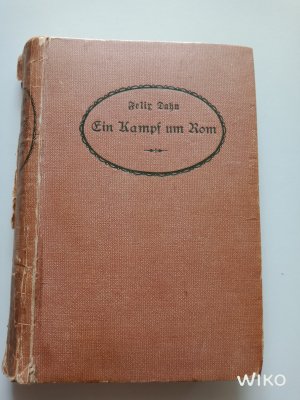 Felix Dahn
Ein Kampf um Rom
WIKO